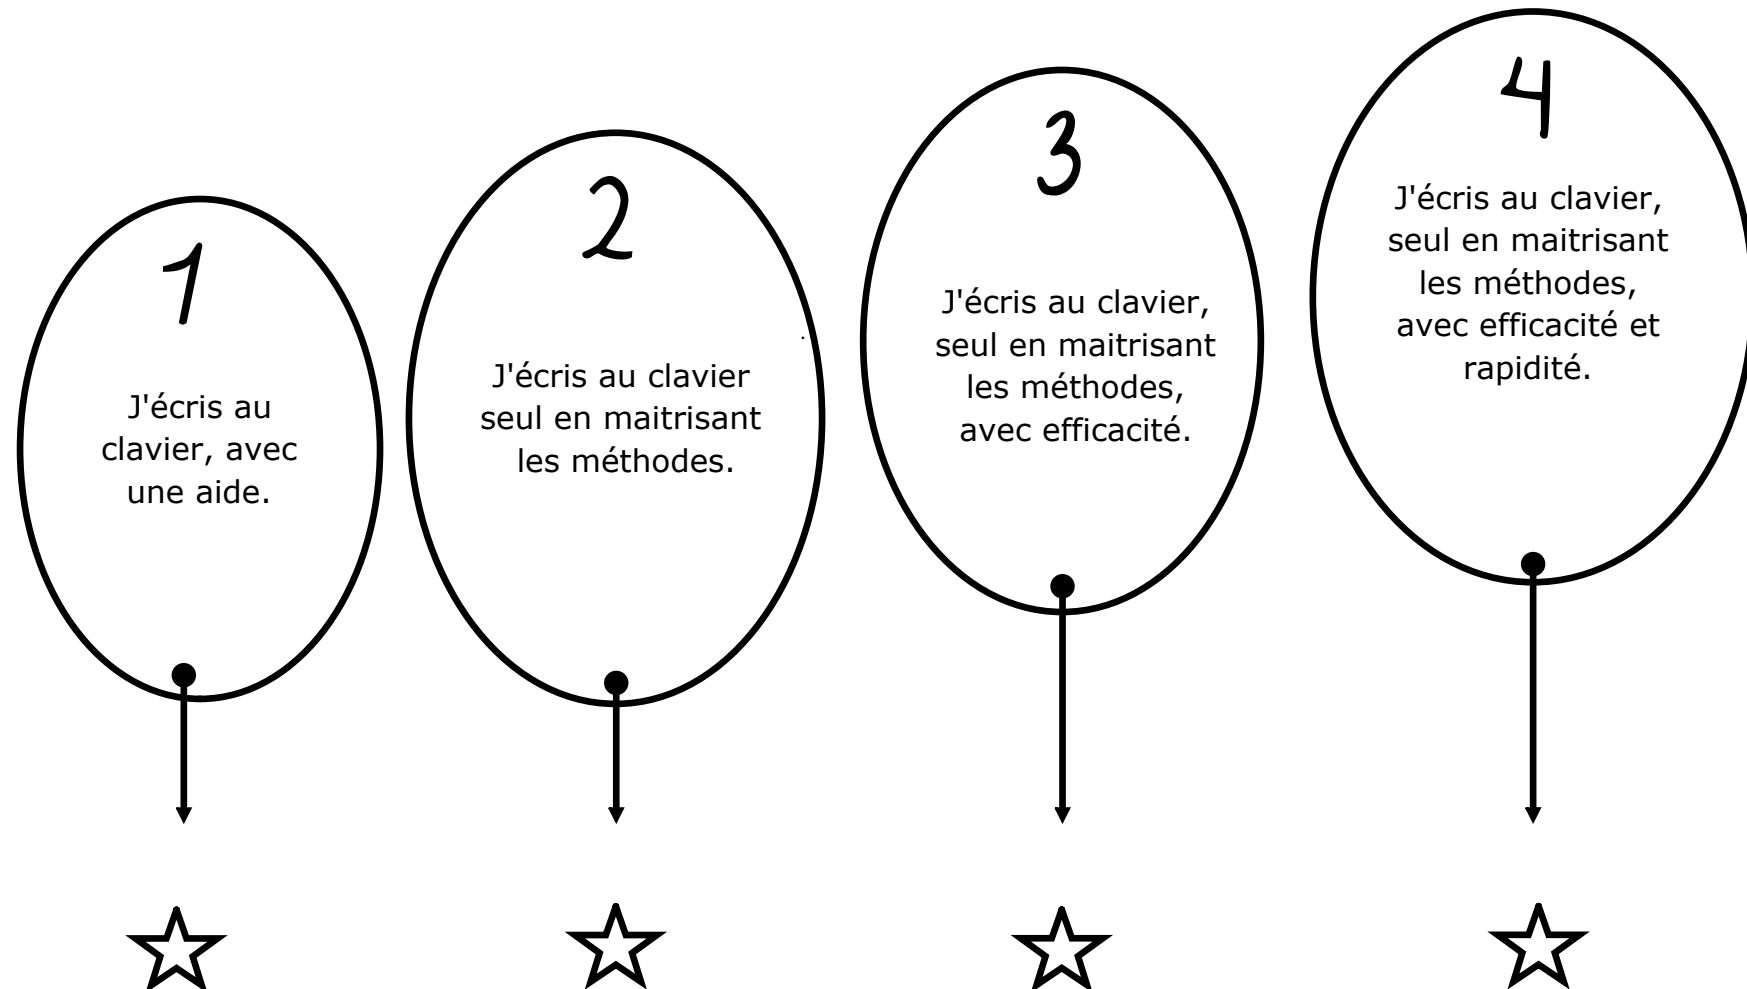 1
J'écris au
clavier, avec
une aide.
2
J'écris au clavier
seul en maitrisant
les méthodes.
3
J'écris au clavier,
seul en maitrisant
les méthodes,
avec efficacité.
4
J'écris au clavier,
seul en maitrisant
les méthodes,
avec efficacité et
rapidité.